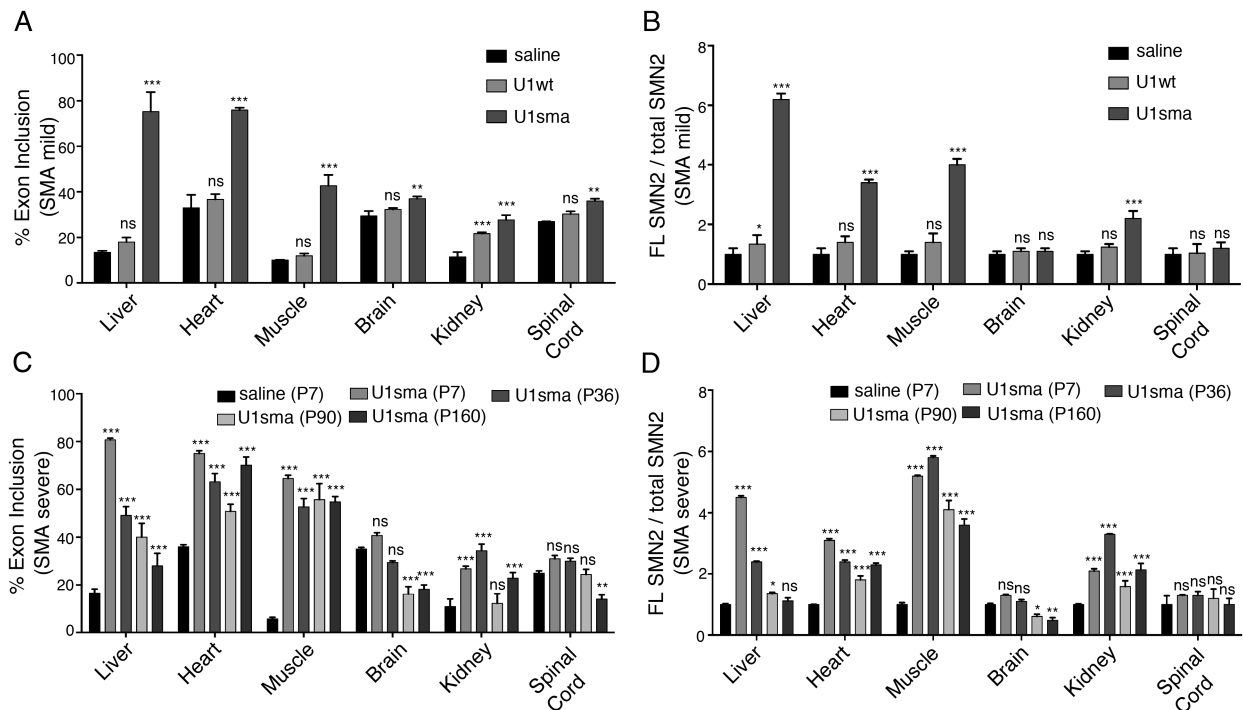 A
% Exon Inclusion
(SMA mild)
100
80
60
40
20
0
saline
U1wt
U1sma
ns
***
ns
***
ns
***
ns
**
***
***
ns
**
Liver
Heart
Muscle
Brain
Kidney
Spinal
Cord
B
FL SMN2 / total SMN2
(SMA mild)
8
6
4
2
0
saline
U1wt
U1sma
*
***
ns
***
ns
***
ns
ns
ns
***
ns
ns
Liver
Heart
Muscle
Brain
Kidney
Spinal
Cord
C
% Exon Inclusion
(SMA severe)
100
80
60
40
20
0
saline (P7)
U1sma (P7)
U1sma (P36)
U1sma (P90)
U1sma (P160)
***
***
***
***
***
***
***
***
***
***
***
ns
ns
***
***
***
***
ns
***
ns
ns
ns
**
Liver
Heart
Muscle
Brain
Kidney
Spinal
Cord
D
FL SMN2 / total SMN2
(SMA severe)
8
6
4
2
0
saline (P7)
U1sma (P7)
U1sma (P36)
U1sma (P90)
U1sma (P160)
***
***
*
ns
***
***
***
***
***
***
***
***
ns
ns
*
**
***
***
***
***
ns
ns
ns
ns
Liver
Heart
Muscle
Brain
Kidney
Spinal
Cord